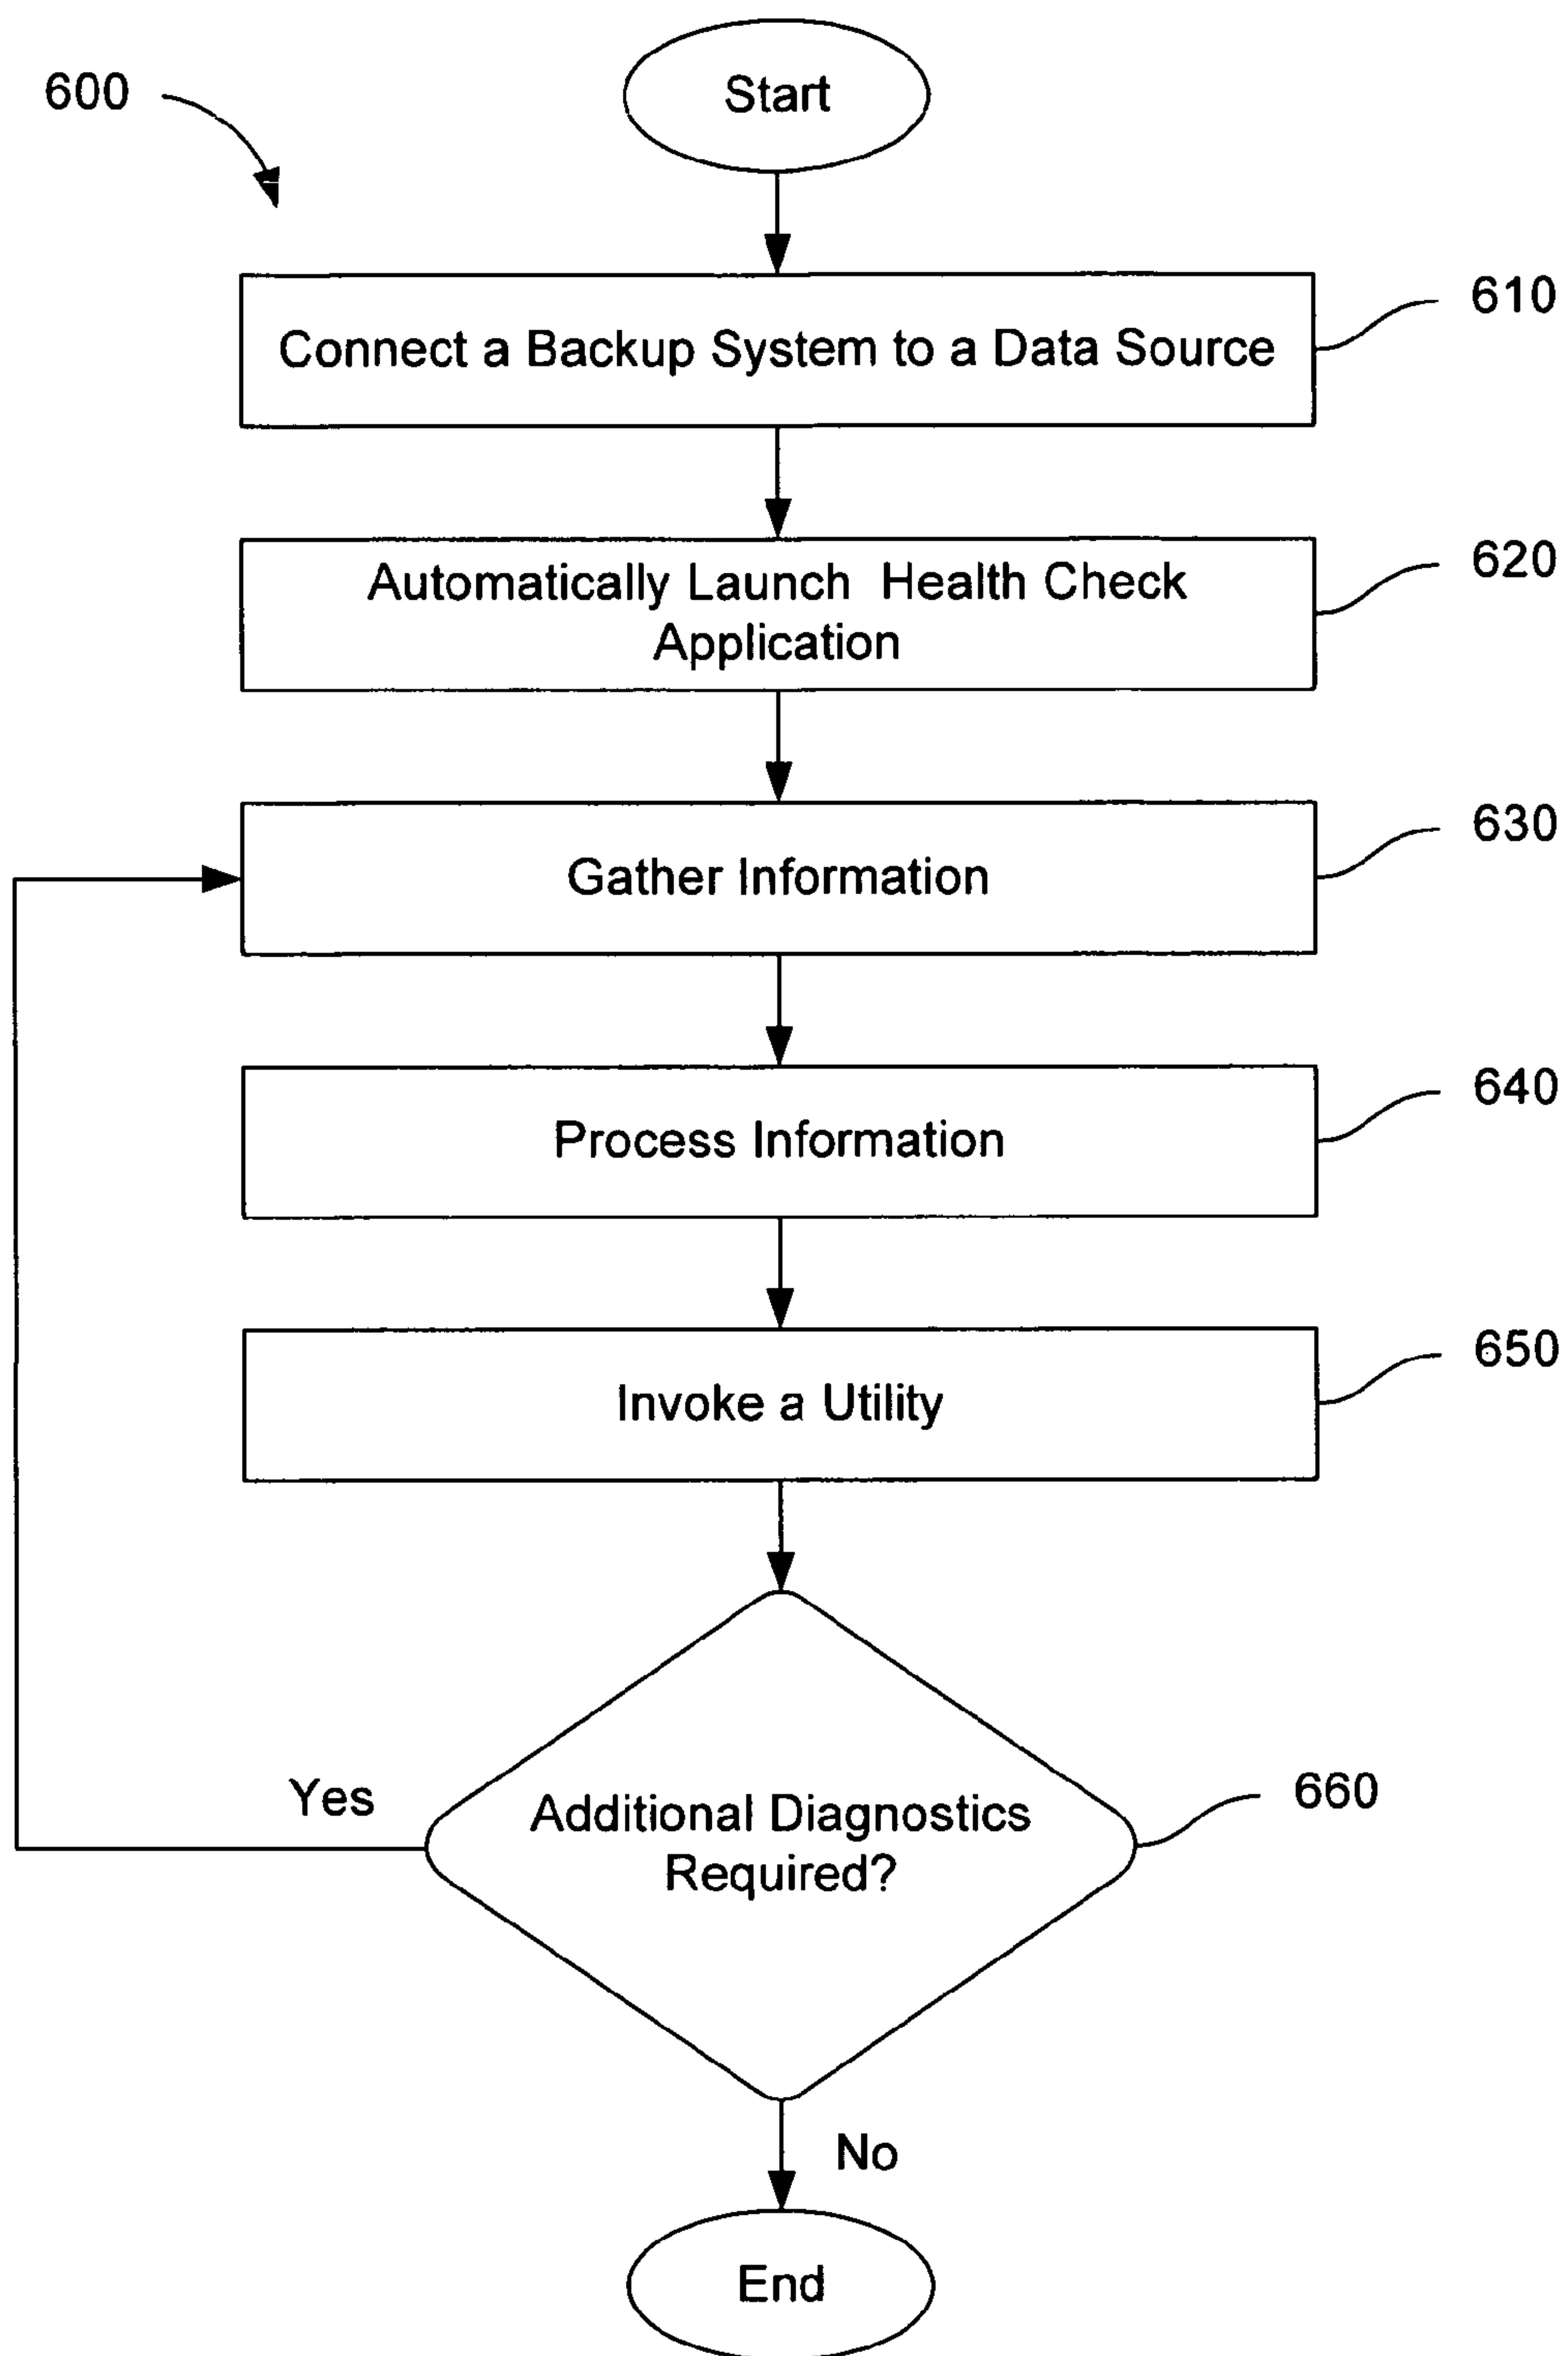 600
Start
Connect a Backup System to a Data Source
610
Automatically Launch Health Check
Application
620
Gather Information
630
Process Information
640
Invoke a Utility
650
Additional Diagnostics
Required?
660
Yes
No
End